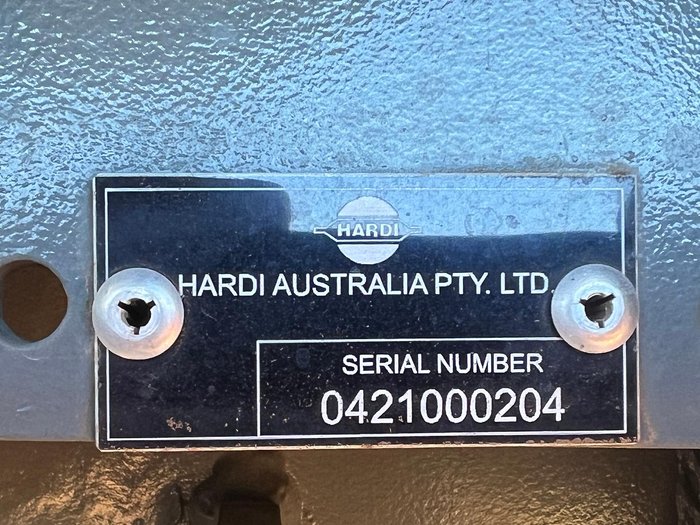 HARDI
HARDI AUSTRALIA PTY. LTD.
SERIAL NUMBER
0421000204